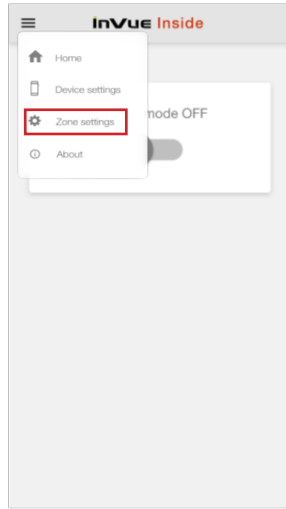 InVue Inside
Home
Device settings
mode OFF
Zone settings
About